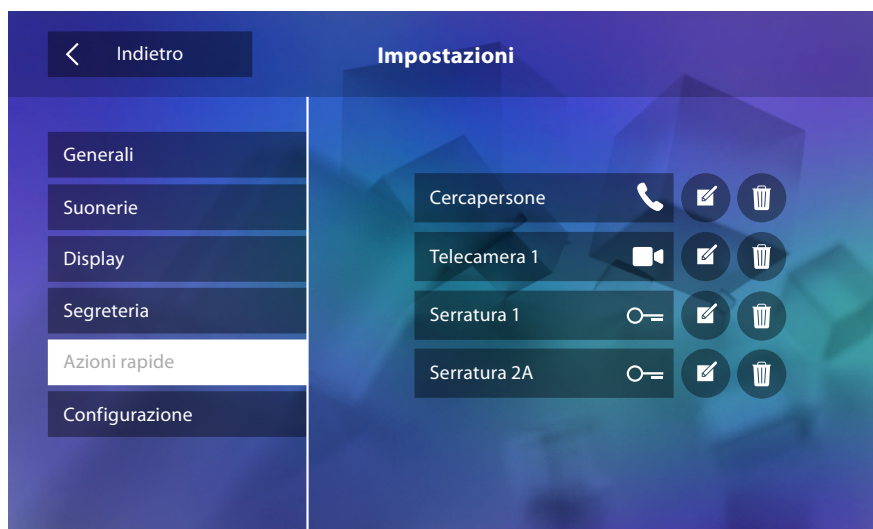 Indietro
Impostazioni
Generali
Suonerie
Display
Segreteria
Azioni rapide
Configurazione
Cercapersone
Telecamera 1
Serratura 1
Serratura 2A